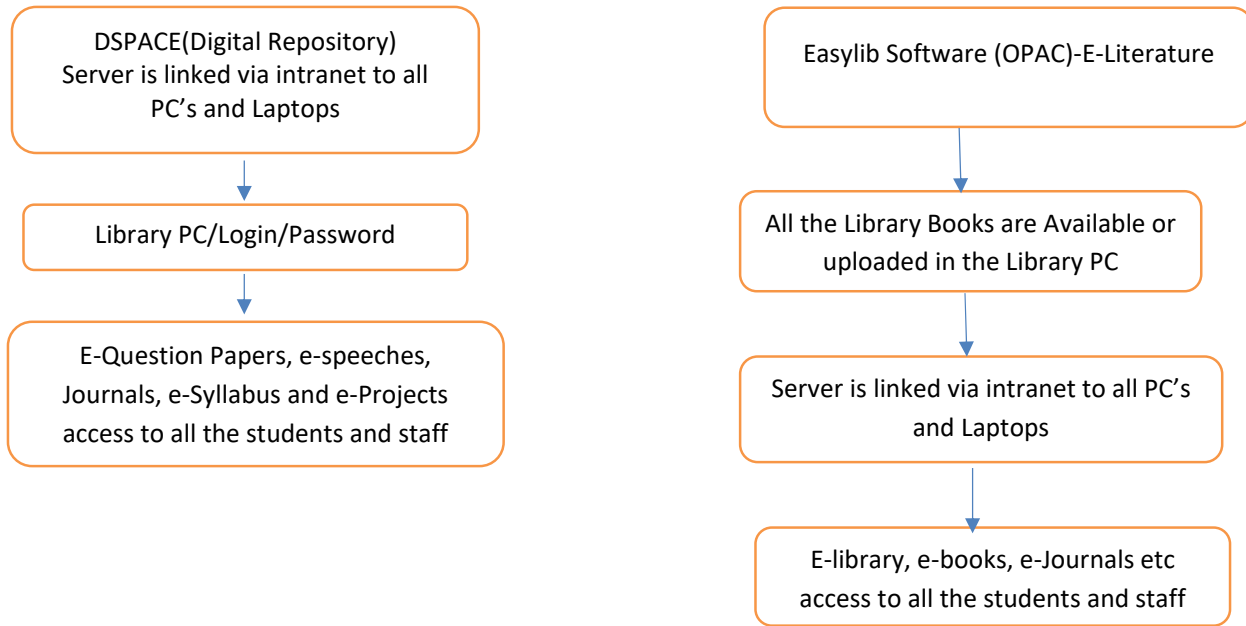 DSPACE(Digital Repository)
Server is linked via intranet to all
PC’s and Laptops
Library PC/Login/Password
E-Question Papers, e-speeches,
Journals, e-Syllabus and e-Projects
access to all the students and staff
Easylib Software (OPAC)-E-Literature
All the Library Books are Available or
uploaded in the Library PC
Server is linked via intranet to all PC’s
and Laptops
E-library, e-books, e-Journals etc
access to all the students and staff